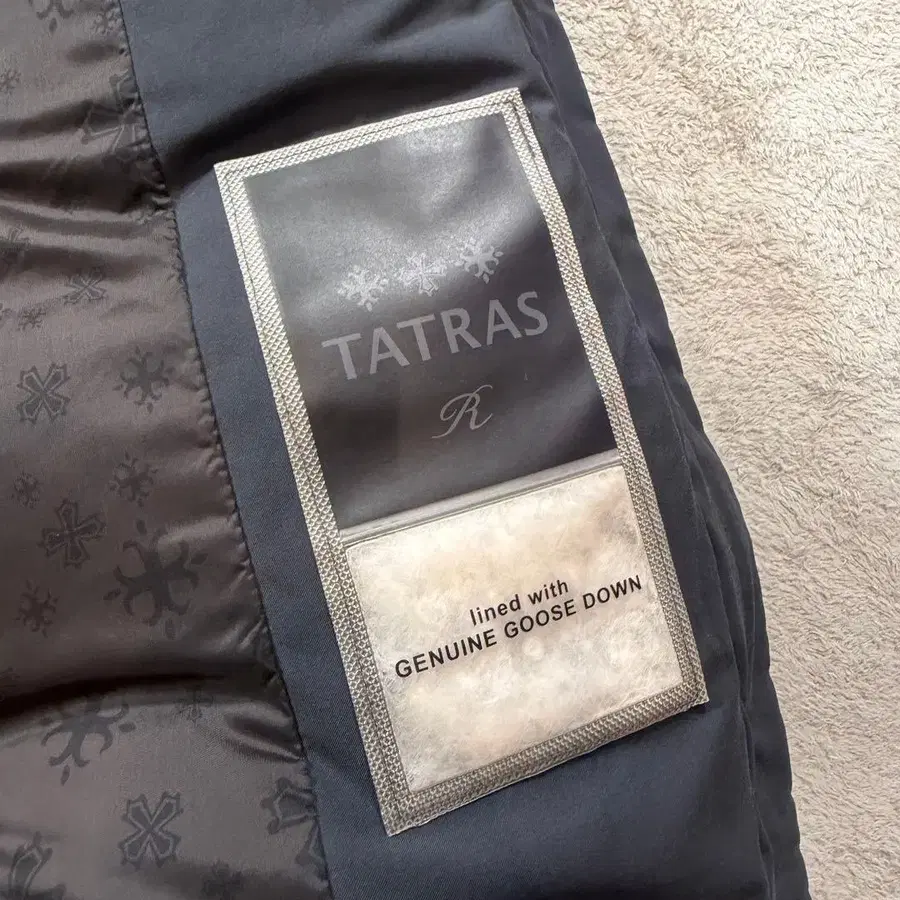 TATRAS
R
lined with
GENUINE GOOSE DOWN